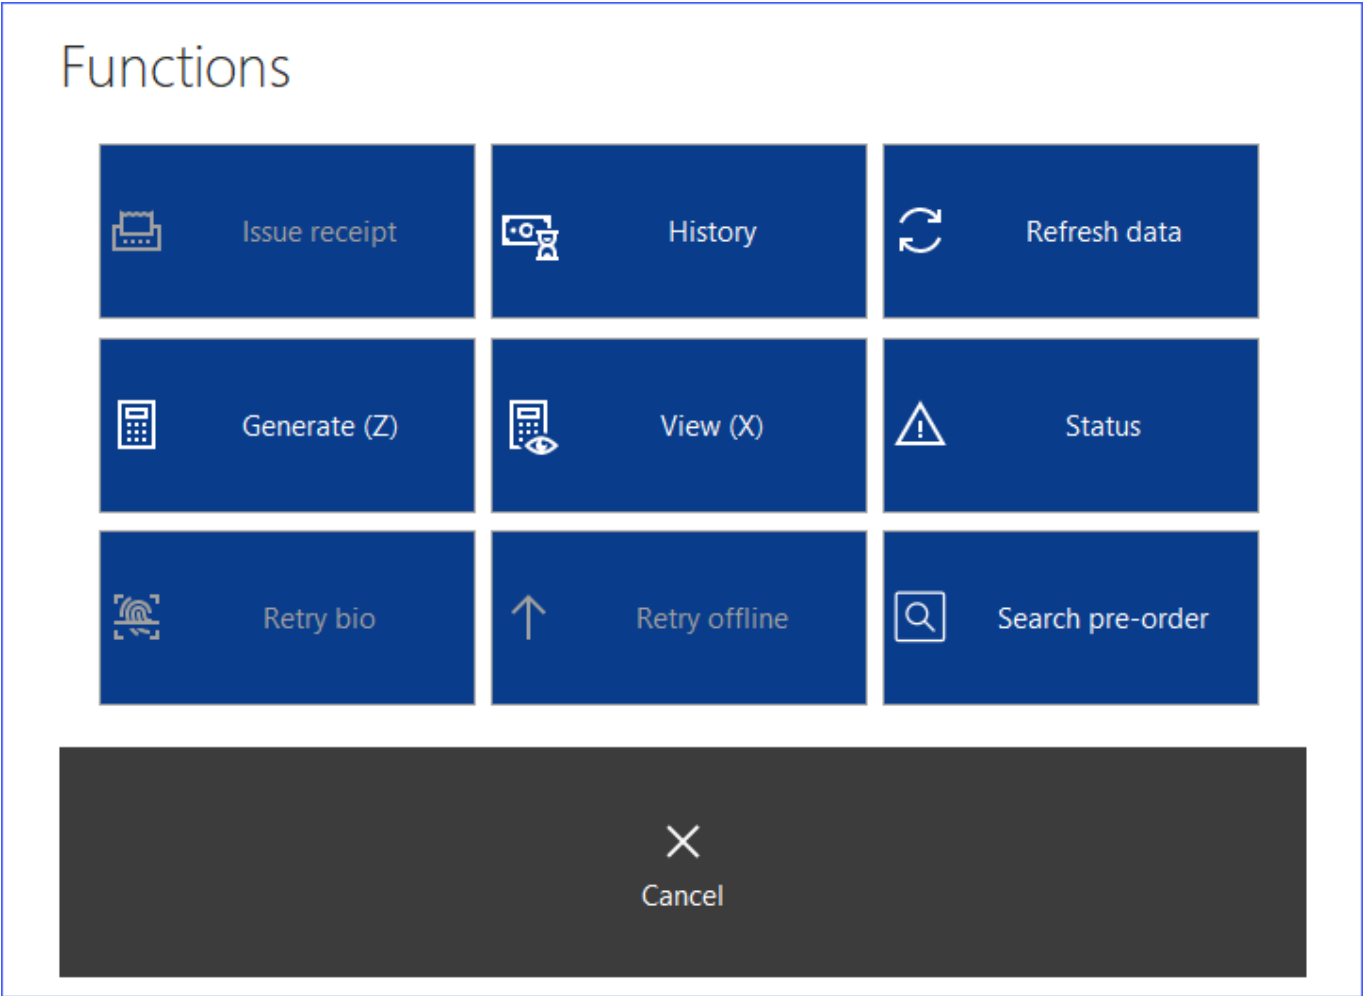 Functions
Issue receipt
History
Refresh data
Generate (Z)
View (X)
Status
Retry bio
Retry offline
Search pre-order
Cancel